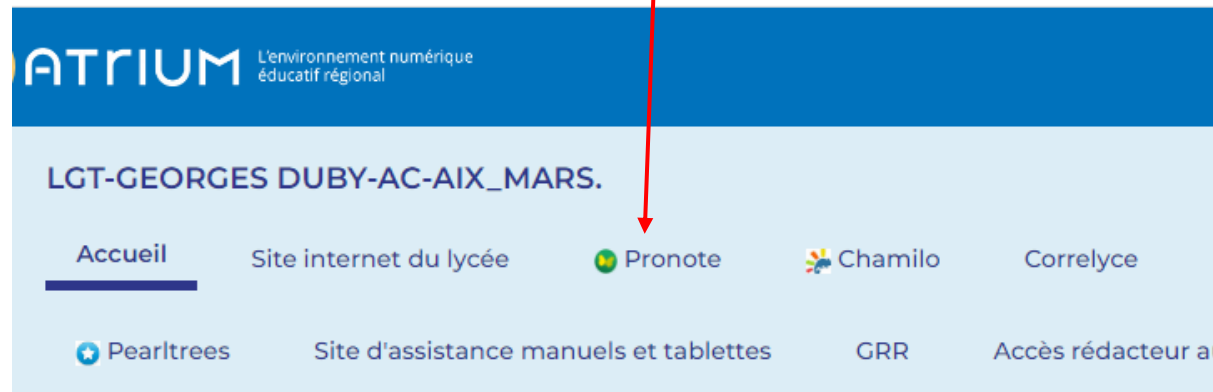 ATRIUM L'environnement numérique
éducatif régional
LGT-GEORGES DUBY-AC-AIX_MARS.
Accueil Site internet du lycée Pronote Chamilo Correlyce
Pearltrees Site d'assistance manuels et tablettes GRR Accès rédacteur